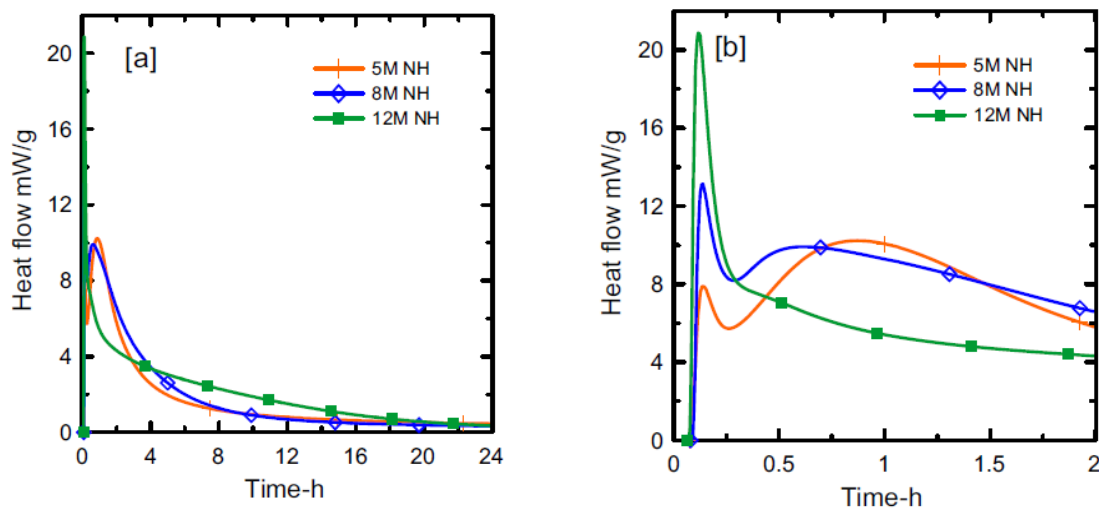 [a]
5M NH
8M NH
12M NH
Heat flow mW/g
20
16
12
8
4
0
0 4 8 12 16 20 24
Time-h
[b]
5M NH
8M NH
12M NH
Heat flow mW/g
20
16
12
8
4
0
0 0.5 1 1.5 2
Time-h